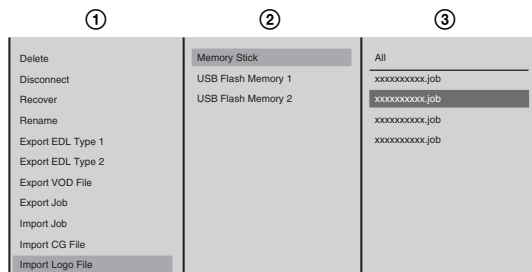 ① ② ③
Delete
Disconnect
Recover
Rename
Export EDL Type 1
Export EDL Type 2
Export VOD File
Export Job
Import Job
Import CG File
Import Logo File
Memory Stick
USB Flash Memory 1
USB Flash Memory 2
All
xxxxxxxxxx.job
xxxxxxxxxx.job
xxxxxxxxxx.job
xxxxxxxxxx.job